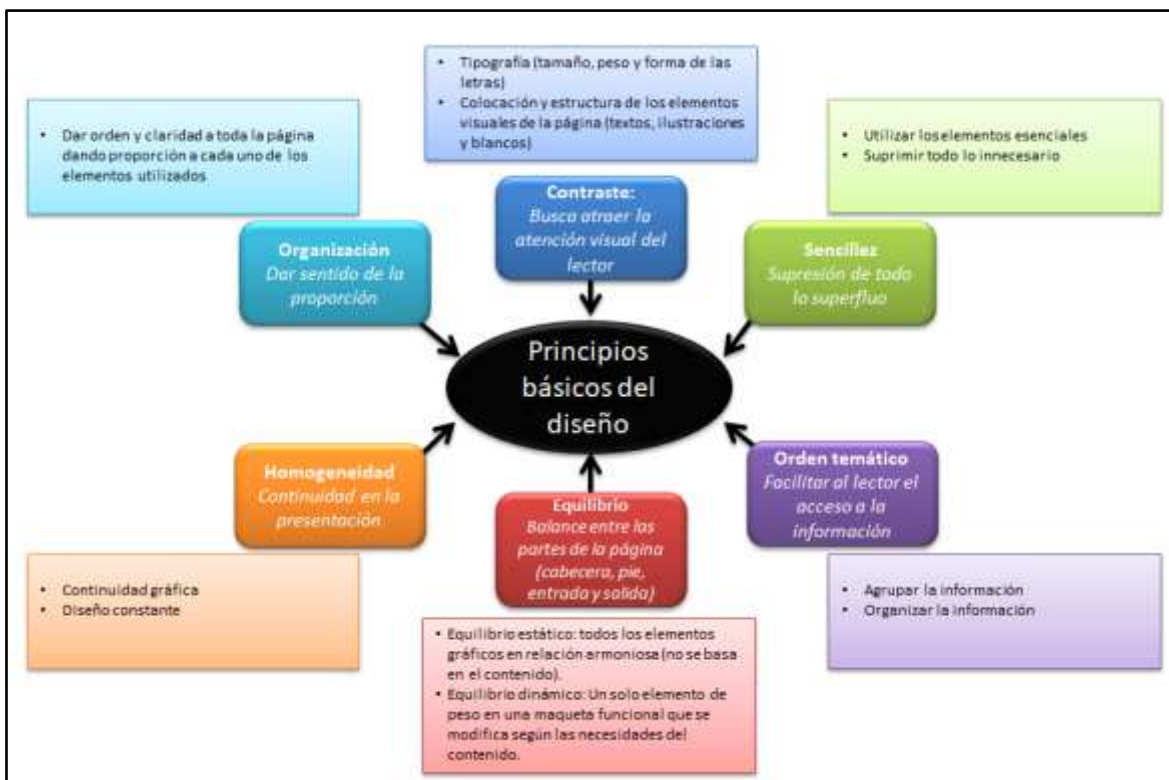 • Tipografía (tamaño, peso y forma de las
letras)
• Colocación y estructura de los elementos
visuales de la página (textos, ilustraciones
y blancos)
• Dar orden y claridad a toda la página
dando proporción a cada uno de los
elementos utilizados
• Utilizar los elementos esenciales
• Suprimir todo lo innecesario
Contraste:
Busca atraer la
atención visual del
lector
Organización
Dar sentido de la
proporción
Sencillez
Supresión de todo
lo superfluo
Principios
básicos del
diseño
Homogeneidad
Continuidad en la
presentación
Equilibrio
Balance entre las
partes de la página
(cabecera, pie,
entrada y salida)
Orden temático
Facilitar al lector el
acceso a la
información
• Continuidad gráfica
• Diseño constante
• Agrupar la información
• Organizar la información
• Equilibrio estático: todos los elementos
gráficos en relación armoniosa (no se basa
en el contenido).
• Equilibrio dinámico: Un solo elemento de
peso en una maqueta funcional que se
modifica según las necesidades del
contenido.